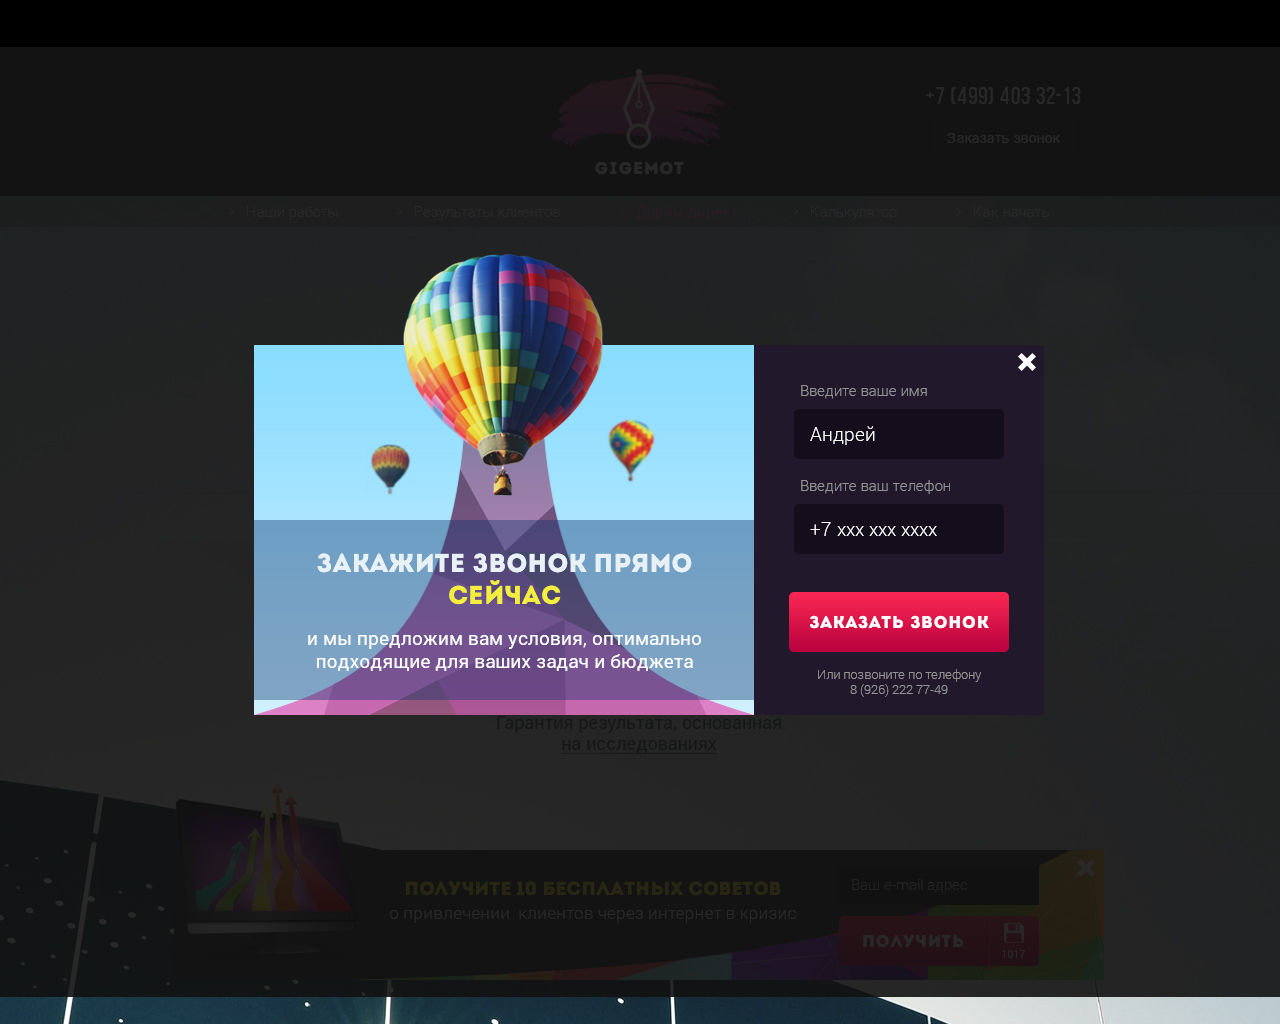 +7 (499) 403 32-13
Заказать звонок
GIGEMOT
Наши работы
Результаты клиентов
Калькулятор
Как начать
Введите ваше имя
Андрей
Введите ваш телефон
+7 xxx xxx xxxx
ЗАКАЖИТЕ ЗВОНОК ПРЯМО
СЕЙЧАС
и мы предложим вам условия, оптимально
подходящие для ваших задач и бюджета
ЗАКАЗАТЬ ЗВОНОК
Или позвоните по телефону
8 (926) 222 77-49
Гарантия результата, основанная
на исследованиях
ПОЛУЧИТЕ 10 БЕСПЛАТНЫХ СОВЕТОВ
о привлечении клиентов через интернет в кризис
Ваш e-mail адрес
ПОЛУЧИТЬ
1017